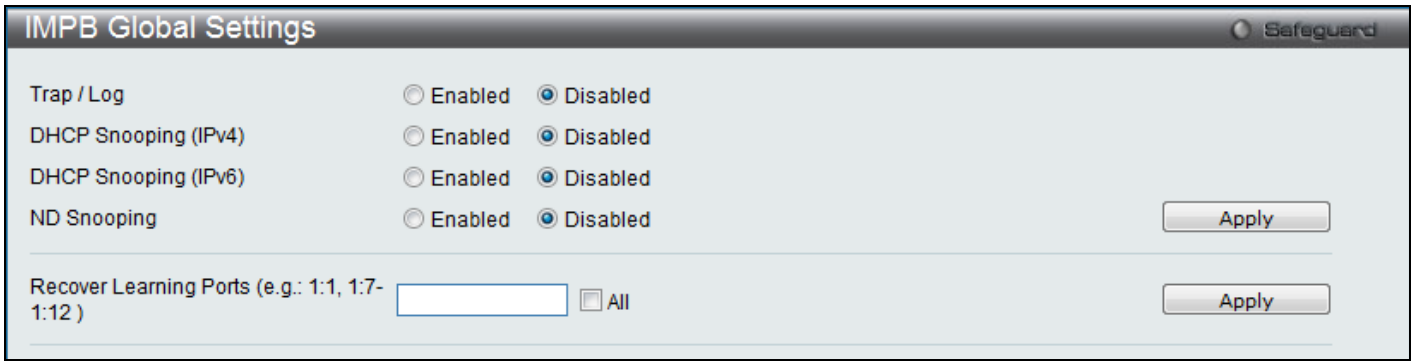 IMPB Global Settings
Safeguard
Trap / Log Enabled Disabled
DHCP Snooping (IPv4) Enabled Disabled
DHCP Snooping (IPv6) Enabled Disabled
ND Snooping Enabled Disabled Apply
Recover Learning Ports (e.g.: 1:1, 1:7-
1:12 ) All Apply